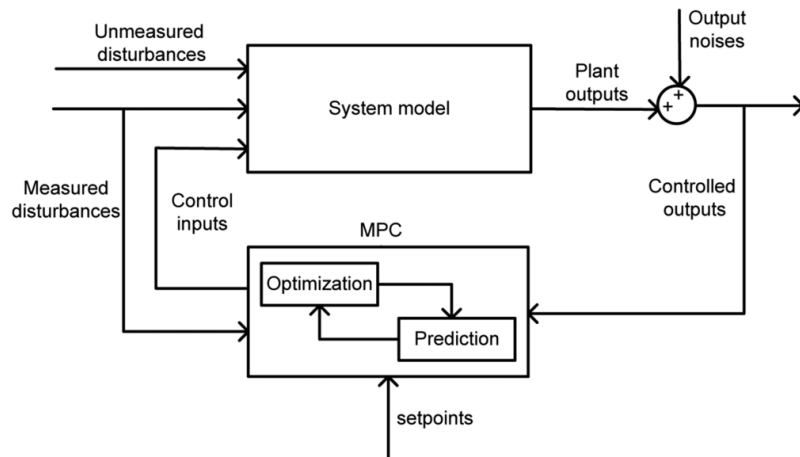 Unmeasured
disturbances
Output
noises
System model
Plant
outputs
+
+
Measured
disturbances
Control
inputs
Controlled
outputs
MPC
Optimization
Prediction
setpoints